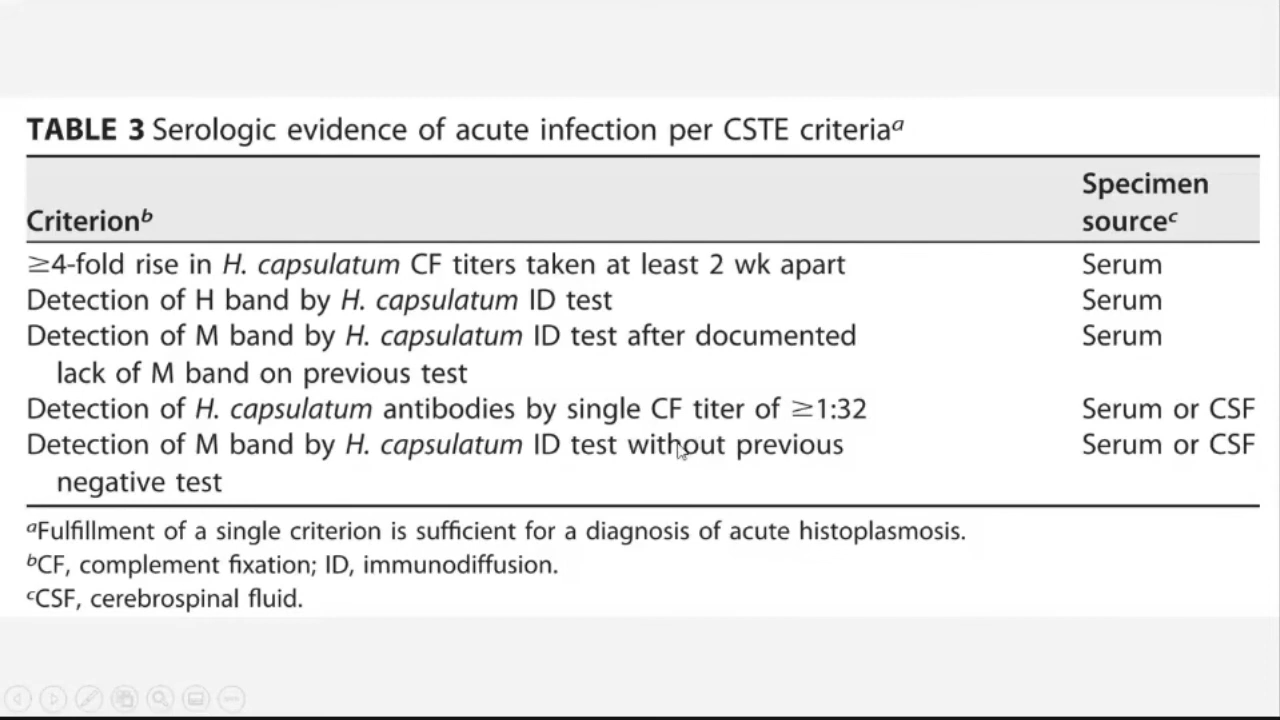 TABLE 3 Serologic evidence of acute infection per CSTE criteriaᵃ
Specimen
Criterionᵇ sourceᶜ
≥4-fold rise in H. capsulatum CF titers taken at least 2 wk apart Serum
Detection of H band by H. capsulatum ID test Serum
Detection of M band by H. capsulatum ID test after documented Serum
lack of M band on previous test
Detection of H. capsulatum antibodies by single CF titer of ≥1:32 Serum or CSF
Detection of M band by H. capsulatum ID test without previous Serum or CSF
negative test
ᵃFulfillment of a single criterion is sufficient for a diagnosis of acute histoplasmosis.
ᵇCF, complement fixation; ID, immunodiffusion.
ᶜCSF, cerebrospinal fluid.